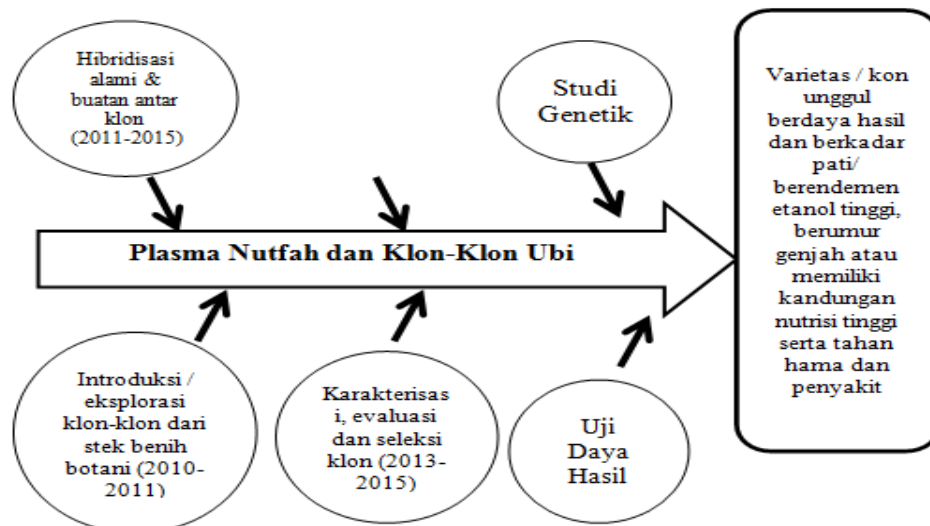 Hibridisasi
alami &
buatan antar
klon
(2011-2015)
Studi
Genetik
Plasma Nutfah dan Klon-Klon Ubi
Introduksi /
eksplorasi
klon-klon dari
stek benih
botani (2010-
2011)
Karakterisas
i, evaluasi
dan seleksi
klon (2013-
2015)
Uji
Daya
Hasil
Varietas / kon
unggul
berdaya hasil
dan berkadar
pati/
berendemen
etanol tinggi,
berumur
genjah atau
memiliki
kandungan
nutrisi tinggi
serta tahan
hama dan
penyakit